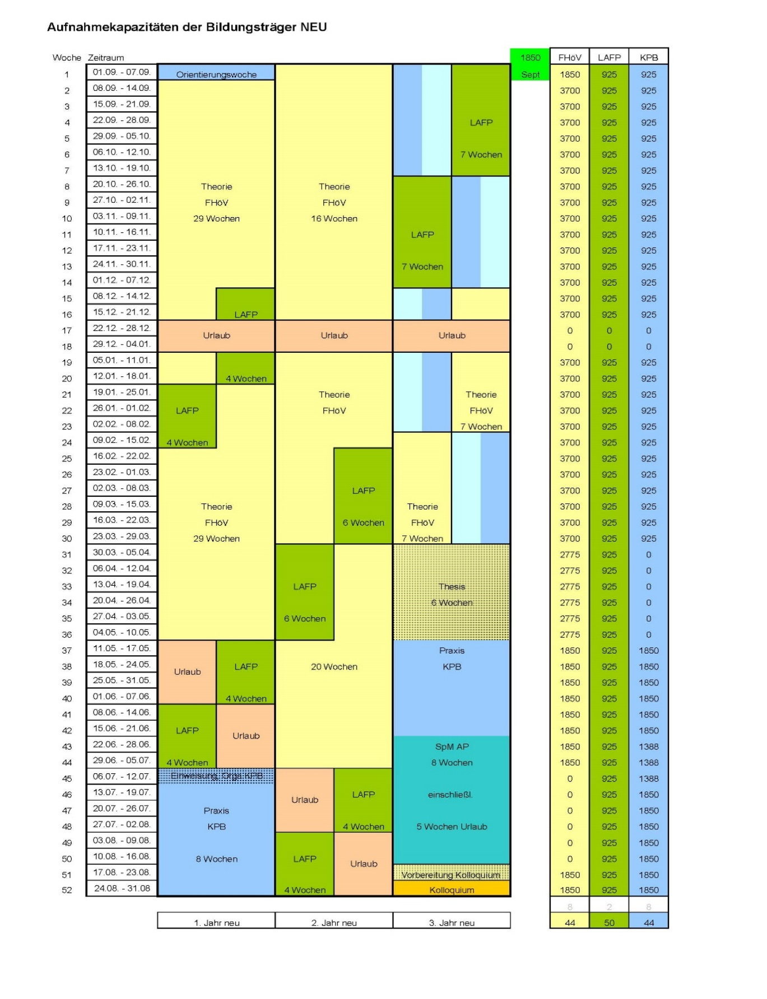 Aufnahmekapazitäten der Bildungsträger NEU
Woche Zeitraum 1850 FHöV LAFP KPB
1 01.09. - 07.09. Orientierungswoche Sept 1850 925 925
2 08.09. - 14.09. 3700 925 925
3 15.09. - 21.09. 3700 925 925
4 22.09. - 28.09. LAFP 3700 925 925
5 29.09. - 05.10. 3700 925 925
6 06.10. - 12.10. 7 Wochen 3700 925 925
7 13.10. - 19.10. 3700 925 925
8 20.10. - 26.10. Theorie Theorie 3700 925 925
9 27.10. - 02.11. FHöV FHöV 3700 925 925
10 03.11. - 09.11. 29 Wochen 16 Wochen 3700 925 925
11 10.11. - 16.11. LAFP 3700 925 925
12 17.11. - 23.11. 3700 925 925
13 24.11. - 30.11. 7 Wochen 3700 925 925
14 01.12. - 07.12. 3700 925 925
15 08.12. - 14.12. 3700 925 925
16 15.12. - 21.12. LAFP 3700 925 925
17 22.12. - 28.12. 0 0 0
Urlaub Urlaub Urlaub
18 29.12. - 04.01. 0 0 0
19 05.01. - 11.01. 3700 925 925
20 12.01. - 18.01. 4 Wochen 3700 925 925
21 19.01. - 25.01. Theorie Theorie 3700 925 925
22 26.01. - 01.02. LAFP FHöV FHöV 3700 925 925
23 02.02. - 08.02. 7 Wochen 3700 925 925
24 09.02. - 15.02. 4 Wochen 3700 925 925
25 16.02. - 22.02. 3700 925 925
26 23.02. - 01.03. 3700 925 925
27 02.03. - 08.03. LAFP 3700 925 925
28 09.03. - 15.03. Theorie Theorie 3700 925 925
29 16.03. - 22.03. FHöV 6 Wochen FHöV 3700 925 925
30 23.03. - 29.03. 29 Wochen 7 Wochen 3700 925 925
31 30.03. - 05.04. 2775 925 0
32 06.04. - 12.04. 2775 925 0
33 13.04. - 19.04. LAFP Thesis 2775 925 0
34 20.04. - 26.04. 6 Wochen 2775 925 0
35 27.04. - 03.05. 6 Wochen 2775 925 0
36 04.05. - 10.05. 2775 925 0
37 11.05. - 17.05. Praxis 1850 925 1850
38 18.05. - 24.05. Urlaub LAFP 20 Wochen KPB 1850 925 1850
39 25.05. - 31.05. 1850 925 1850
40 01.06. - 07.06. 4 Wochen 1850 925 1850
41 08.06. - 14.06. 1850 925 1850
42 15.06. - 21.06. LAFP Urlaub 1850 925 1850
43 22.06. - 28.06. SpM AP 1850 925 1388
44 29.06. - 05.07. 4 Wochen 8 Wochen 1850 925 1388
45 06.07. - 12.07. Einweisung, Orga KPB 0 925 1388
46 13.07. - 19.07. Urlaub LAFP einschließl. 0 925 1850
47 20.07. - 26.07. Praxis 0 925 1850
48 27.07. - 02.08. KPB 4 Wochen 5 Wochen Urlaub 0 925 1850
49 03.08. - 09.08. 0 925 1850
50 10.08. - 16.08. 8 Wochen LAFP Urlaub 0 925 1850
51 17.08. - 23.08. Vorbereitung Kolloquium 1850 925 1850
52 24.08. - 31.08 4 Wochen Kolloquium 1850 925 1850
8 2 8
1. Jahr neu 2. Jahr neu 3. Jahr neu 44 50 44